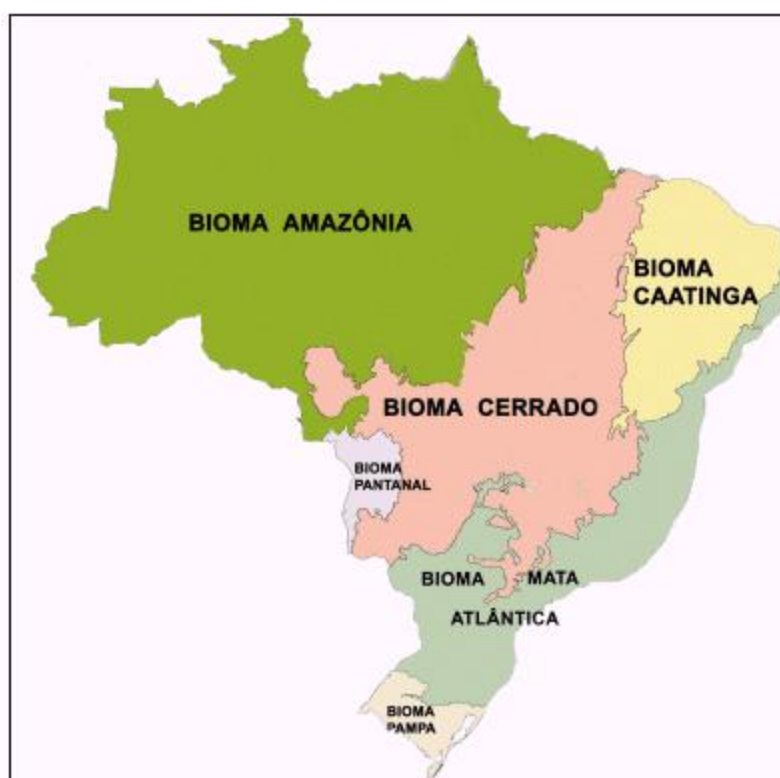 BIOMA AMAZÔNIA
BIOMA
CAATINGA
BIOMA CERRADO
BIOMA
PANTANAL
BIOMA MATA
ATLÂNTICA
BIOMA
PAMPA